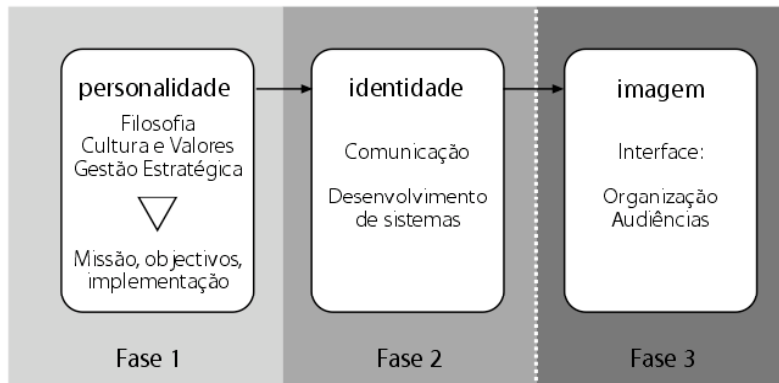 personalidade
Filosofia
Cultura e Valores
Gestão Estratégica
Missão, objectivos,
implementação
Fase 1
identidade
Comunicação
Desenvolvimento
de sistemas
Fase 2
imagem
Interface:
Organização
Audiências
Fase 3